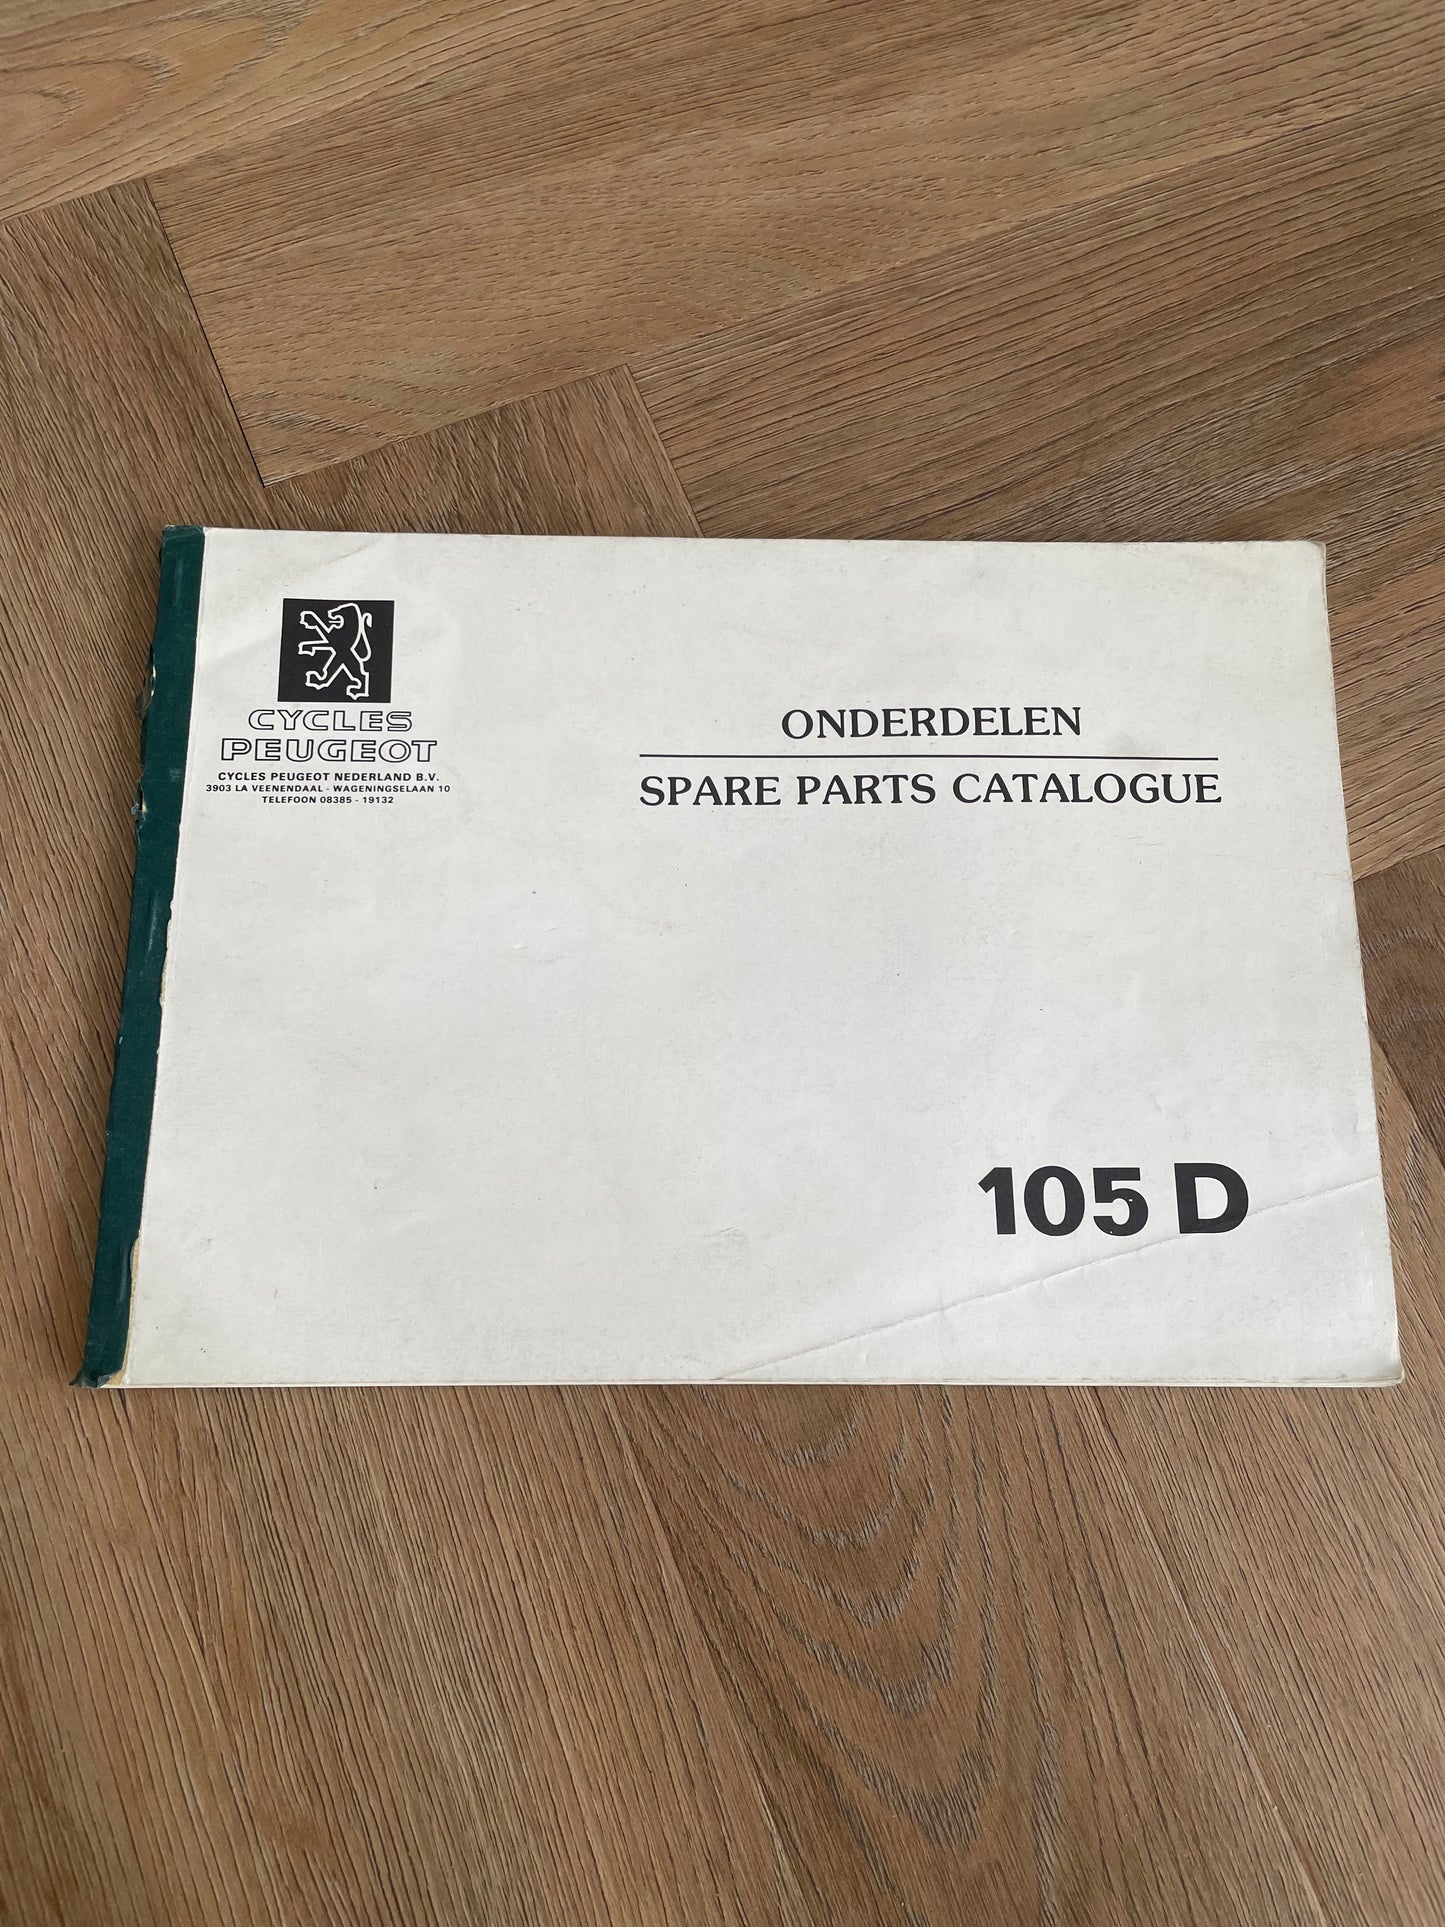 CYCLES
PEUGEOT
CYCLES PEUGEOT NEDERLAND B.V.
3903 LA VEENENDAAL - WAGENINGSELAAN 10
TELEFOON 08385 - 19132
ONDERDELEN
SPARE PARTS CATALOGUE
105 D